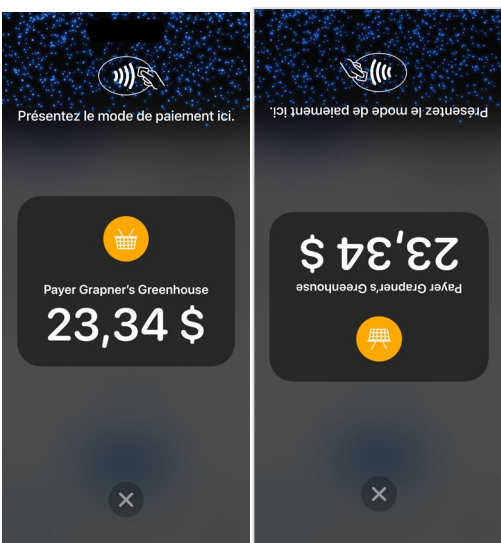 Présentez le mode de paiement ici.
Payer Grapner's Greenhouse
23,34 $
Présentez le mode de paiement ici.
Payer Grapner's Greenhouse
23,34 $